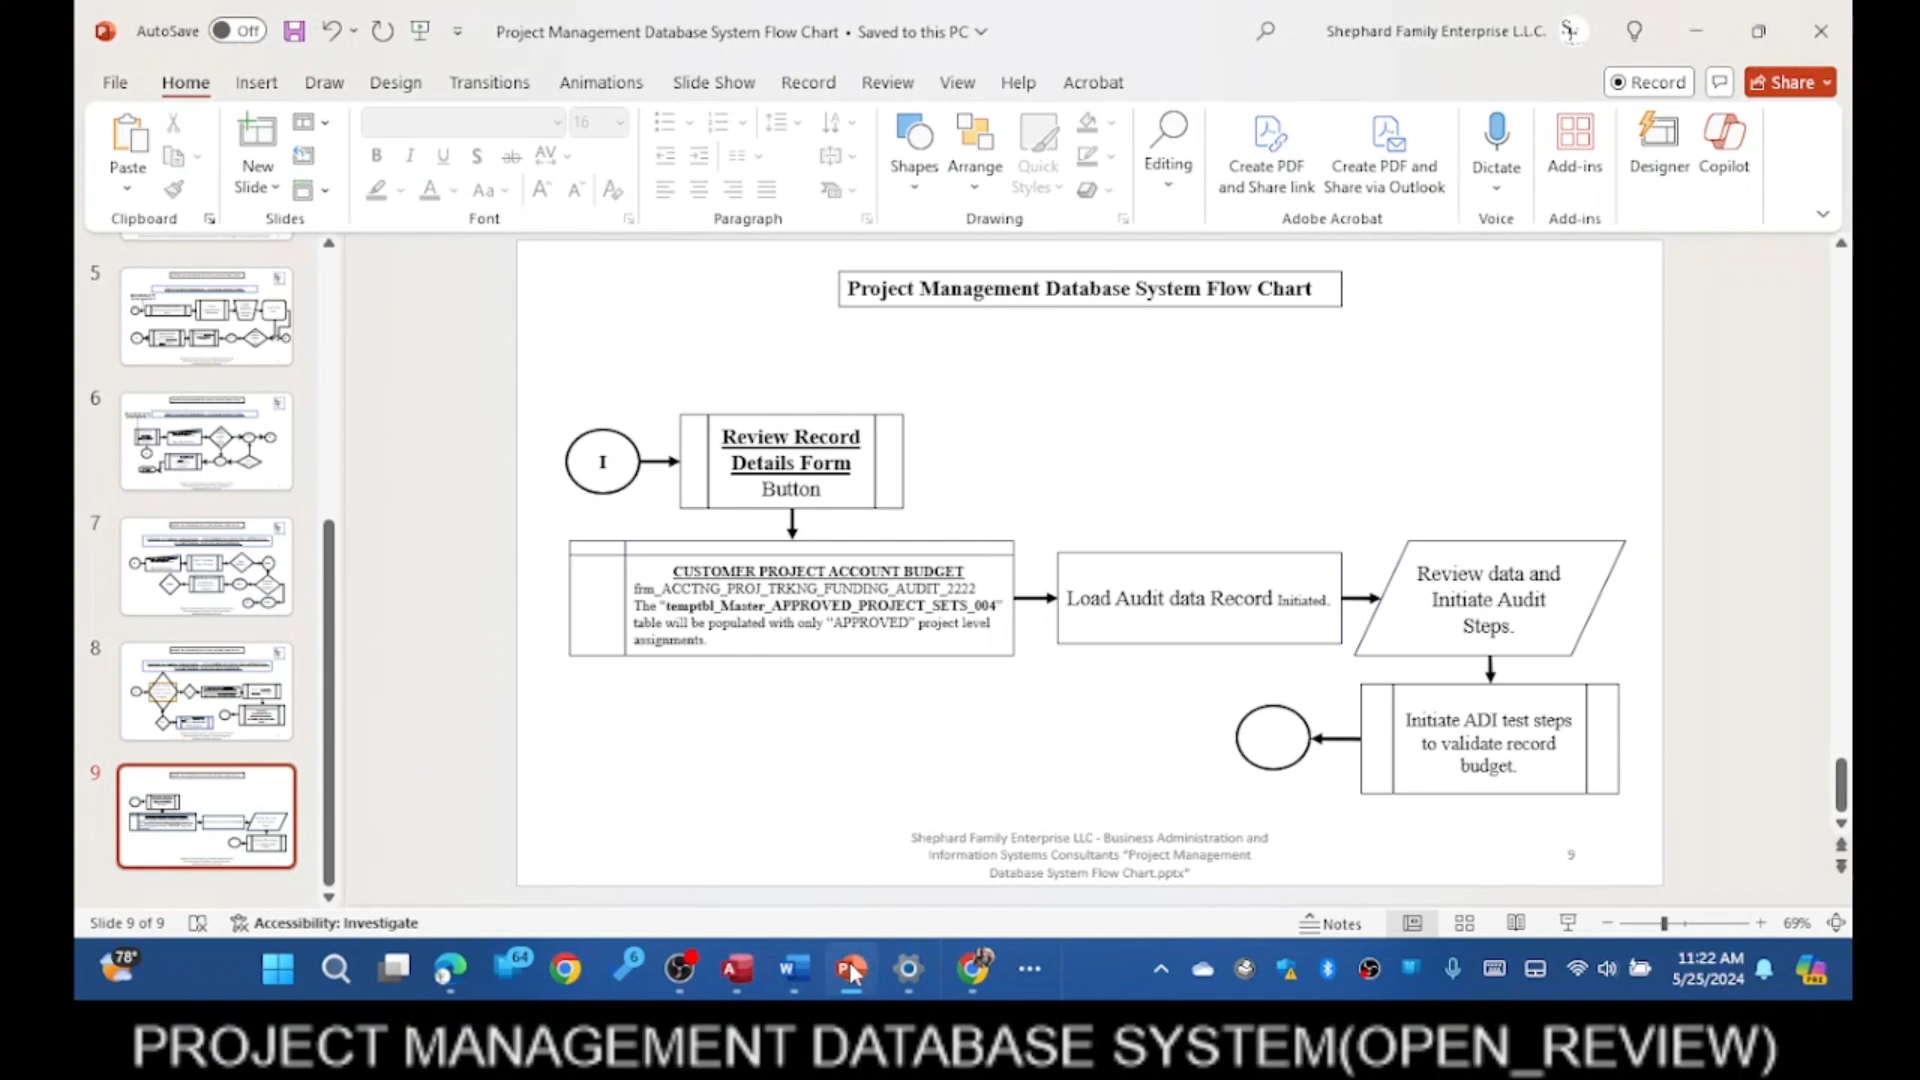 AutoSave Off
Project Management Database System Flow Chart • Saved to this PC
Shephard Family Enterprise L.L.C.
File Home Insert Draw Design Transitions Animations Slide Show Record Review View Help Acrobat
Record
Share
Paste
New
Slide
16
B I U S ab AV
A Aa A A A
Shapes
Arrange
Quick
Styles
Editing
Create PDF
and Share link
Create PDF and
Share via Outlook
Dictate
Add-ins
Designer
Copilot
Clipboard
Slides
Font
Paragraph
Drawing
Adobe Acrobat
Voice
Add-ins
5
6
7
8
9
Project Management Database System Flow Chart
I
Review Record
Details Form
Button
CUSTOMER PROJECT ACCOUNT BUDGET
frm_ACCTNG_PROJ_TRKNG_FUNDING_AUDIT_2222
The "temptbl_Master_APPROVED_PROJECT_SETS_004"
table will be populated with only "APPROVED" project level
assignments.
Load Audit data Record Initiated.
Review data and
Initiate Audit
Steps.
Initiate ADI test steps
to validate record
budget.
Shephard Family Enterprise LLC - Business Administration and
Information Systems Consultants "Project Management
Database System Flow Chart.pptx"
9
Slide 9 of 9
Accessibility: Investigate
Notes
69%
78°
64
6
11:22 AM
5/25/2024
PRE
PROJECT MANAGEMENT DATABASE SYSTEM(OPEN_REVIEW)